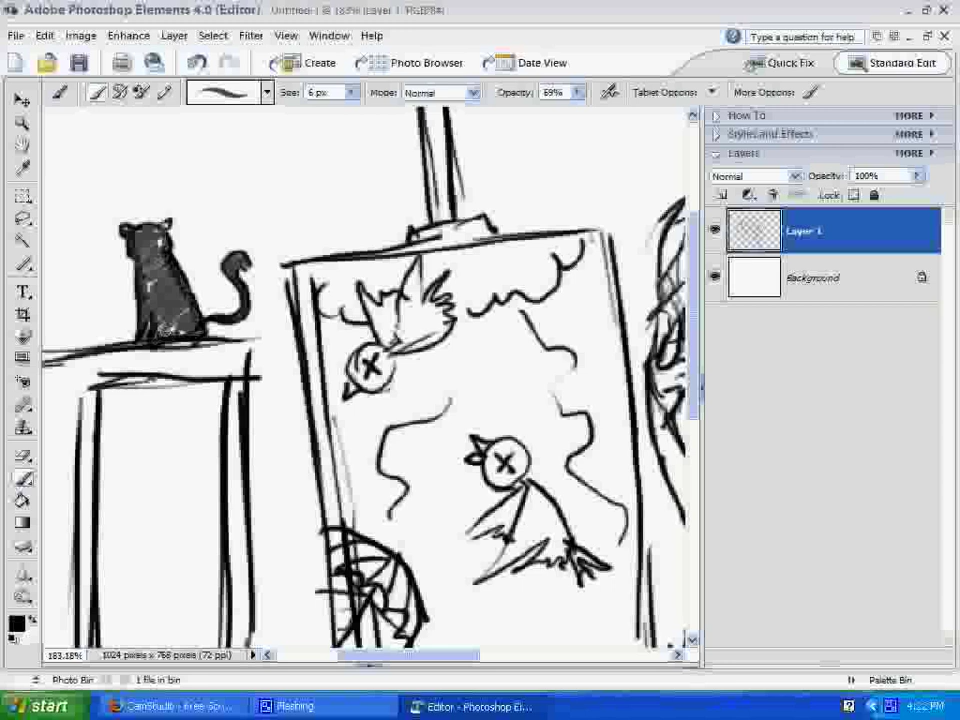 Adobe Photoshop Elements 4.0 (Editor)
File Edit Image Enhance Layer Select Filter View Window Help
Type a question for help
Create Photo Browser Date View Quick Fix Standard Edit
Size: 6 px Mode: Normal Opacity: 69% Tablet Options: More Options:
How To MORE
Styles and Effects MORE
Layers MORE
Normal Opacity: 100%
Lock:
Layer 1
Background
T
183.18% 1024 pixels x 768 pixels (72 ppi)
Photo Bin 1 file in bin Palette Bin
start Editor - Photoshop El... 4:22 PM